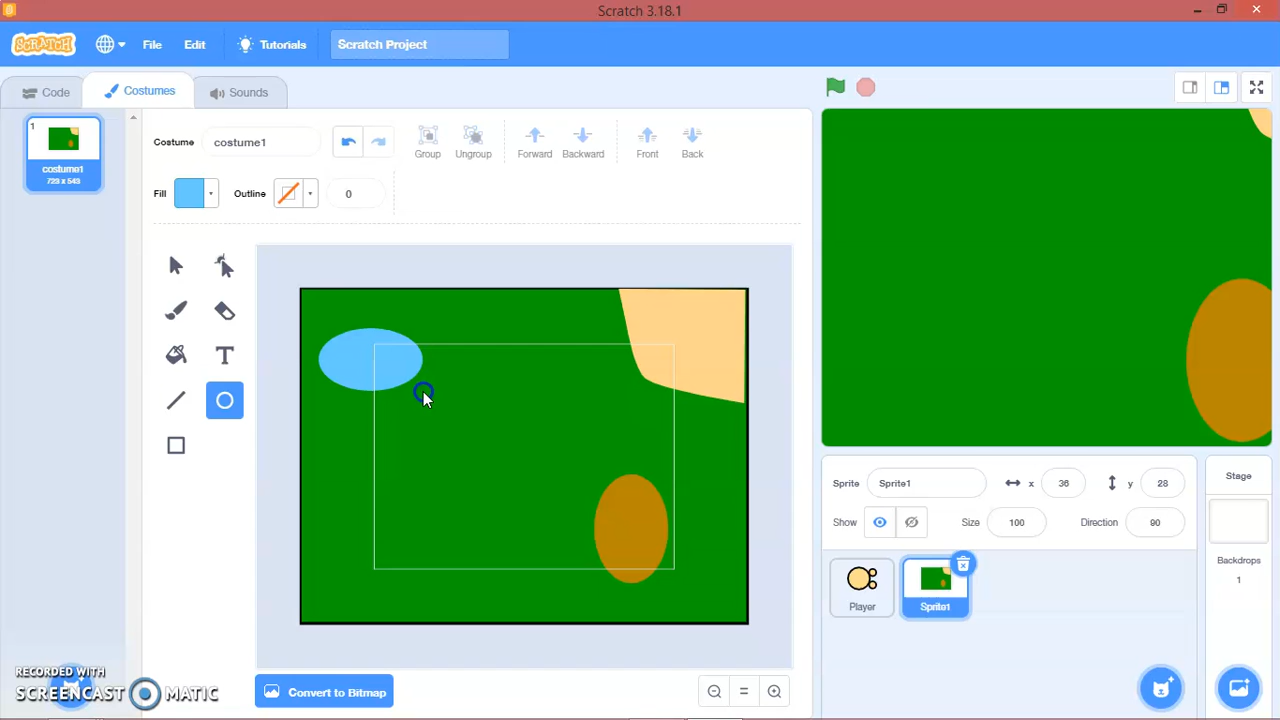 Scratch 3.18.1
SCRATCH File Edit Tutorials Scratch Project
Code Costumes Sounds
1
costume1
723 x 543
Costume costume1 Group Ungroup Forward Backward Front Back
Fill Outline 0
T
Convert to Bitmap
Sprite Sprite1 x 36 y 28
Show Size 100 Direction 90
Player Sprite1
Stage
Backdrops
1
RECORDED WITH
SCREENCAST MATIC